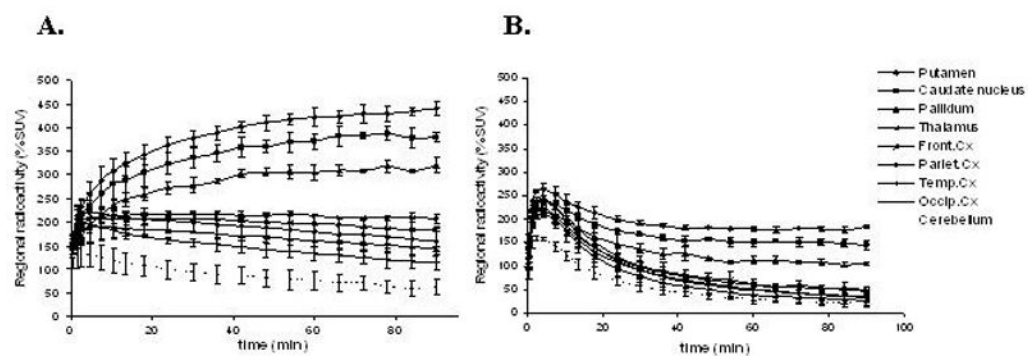 A.
B.
Regional radioactivity (%SUV)
500
450
400
350
300
250
200
150
100
50
0
0
20
40
60
80
time (min)
Regional radioactivity (%SUV)
500
450
400
350
300
250
200
150
100
50
0
0
20
40
60
80
100
time (min)
Putamen
Caudate nucleus
Pallidum
Thalamus
Front.Cx
Pariet.Cx
Temp.Cx
Occip.Cx
Cerebellum